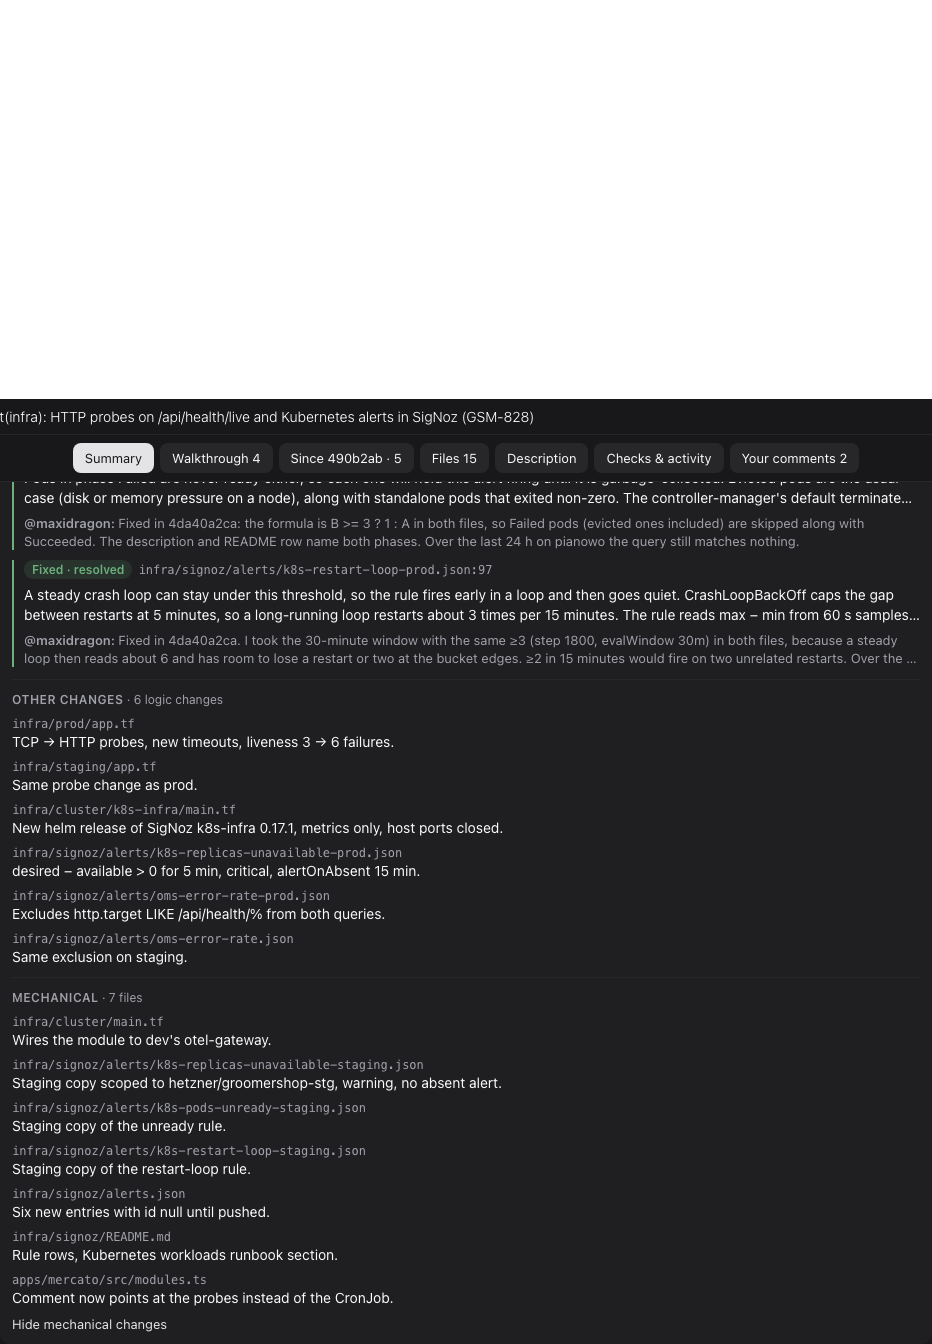 t(infra): HTTP probes on /api/health/live and Kubernetes alerts in SigNoz (GSM-828)
Summary
Walkthrough 4
Since 490b2ab · 5
Files 15
Description
Checks & activity
Your comments 2
case (disk or memory pressure on a node), along with standalone pods that exited non-zero. The controller-manager's default terminate...
@maxidragon: Fixed in 4da40a2ca: the formula is B >= 3 ? 1 : A in both files, so Failed pods (evicted ones included) are skipped along with
Succeeded. The description and README row name both phases. Over the last 24 h on pianowo the query still matches nothing.
Fixed · resolved infra/signoz/alerts/k8s-restart-loop-prod.json:97
A steady crash loop can stay under this threshold, so the rule fires early in a loop and then goes quiet. CrashLoopBackOff caps the gap
between restarts at 5 minutes, so a long-running loop restarts about 3 times per 15 minutes. The rule reads max − min from 60 s samples...
@maxidragon: Fixed in 4da40a2ca. I took the 30-minute window with the same ≥3 (step 1800, evalWindow 30m) in both files, because a steady
loop then reads about 6 and has room to lose a restart or two at the bucket edges. ≥2 in 15 minutes would fire on two unrelated restarts. Over the ...
OTHER CHANGES · 6 logic changes
infra/prod/app.tf
TCP → HTTP probes, new timeouts, liveness 3 → 6 failures.
infra/staging/app.tf
Same probe change as prod.
infra/cluster/k8s-infra/main.tf
New helm release of SigNoz k8s-infra 0.17.1, metrics only, host ports closed.
infra/signoz/alerts/k8s-replicas-unavailable-prod.json
desired − available > 0 for 5 min, critical, alertOnAbsent 15 min.
infra/signoz/alerts/oms-error-rate-prod.json
Excludes http.target LIKE /api/health/% from both queries.
infra/signoz/alerts/oms-error-rate.json
Same exclusion on staging.
MECHANICAL · 7 files
infra/cluster/main.tf
Wires the module to dev's otel-gateway.
infra/signoz/alerts/k8s-replicas-unavailable-staging.json
Staging copy scoped to hetzner/groomershop-stg, warning, no absent alert.
infra/signoz/alerts/k8s-pods-unready-staging.json
Staging copy of the unready rule.
infra/signoz/alerts/k8s-restart-loop-staging.json
Staging copy of the restart-loop rule.
infra/signoz/alerts.json
Six new entries with id null until pushed.
infra/signoz/README.md
Rule rows, Kubernetes workloads runbook section.
apps/mercato/src/modules.ts
Comment now points at the probes instead of the CronJob.
Hide mechanical changes